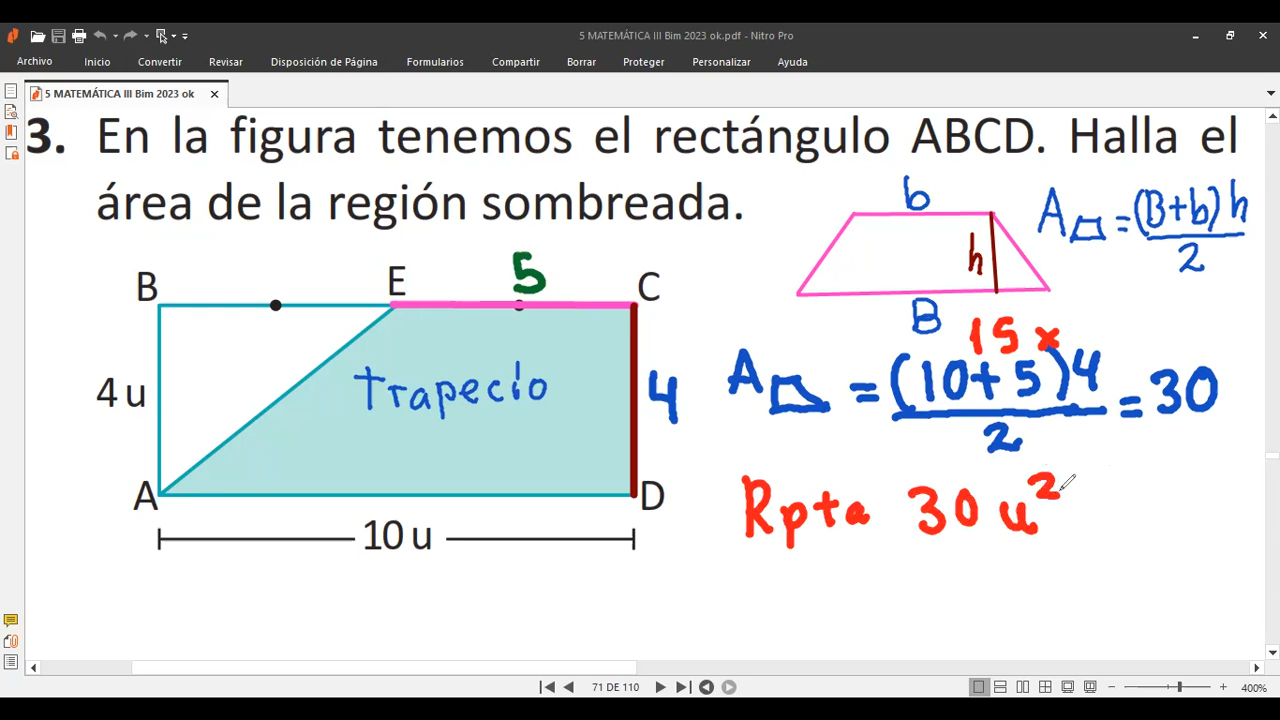 5 MATEMÁTICA III Bim 2023 ok.pdf - Nitro Pro
Archivo Inicio Convertir Revisar Disposición de Página Formularios Compartir Borrar Proteger Personalizar Ayuda
5 MATEMÁTICA III Bim 2023 ok
3. En la figura tenemos el rectángulo ABCD. Halla el
área de la región sombreada.
b
A = (B+b) h
2
h
B
B E 5 C
4 u
Trapecio
4
A D
10 u
15 x
A = (10+5) 4 = 30
2
Rpta 30 u²
71 DE 110
400%